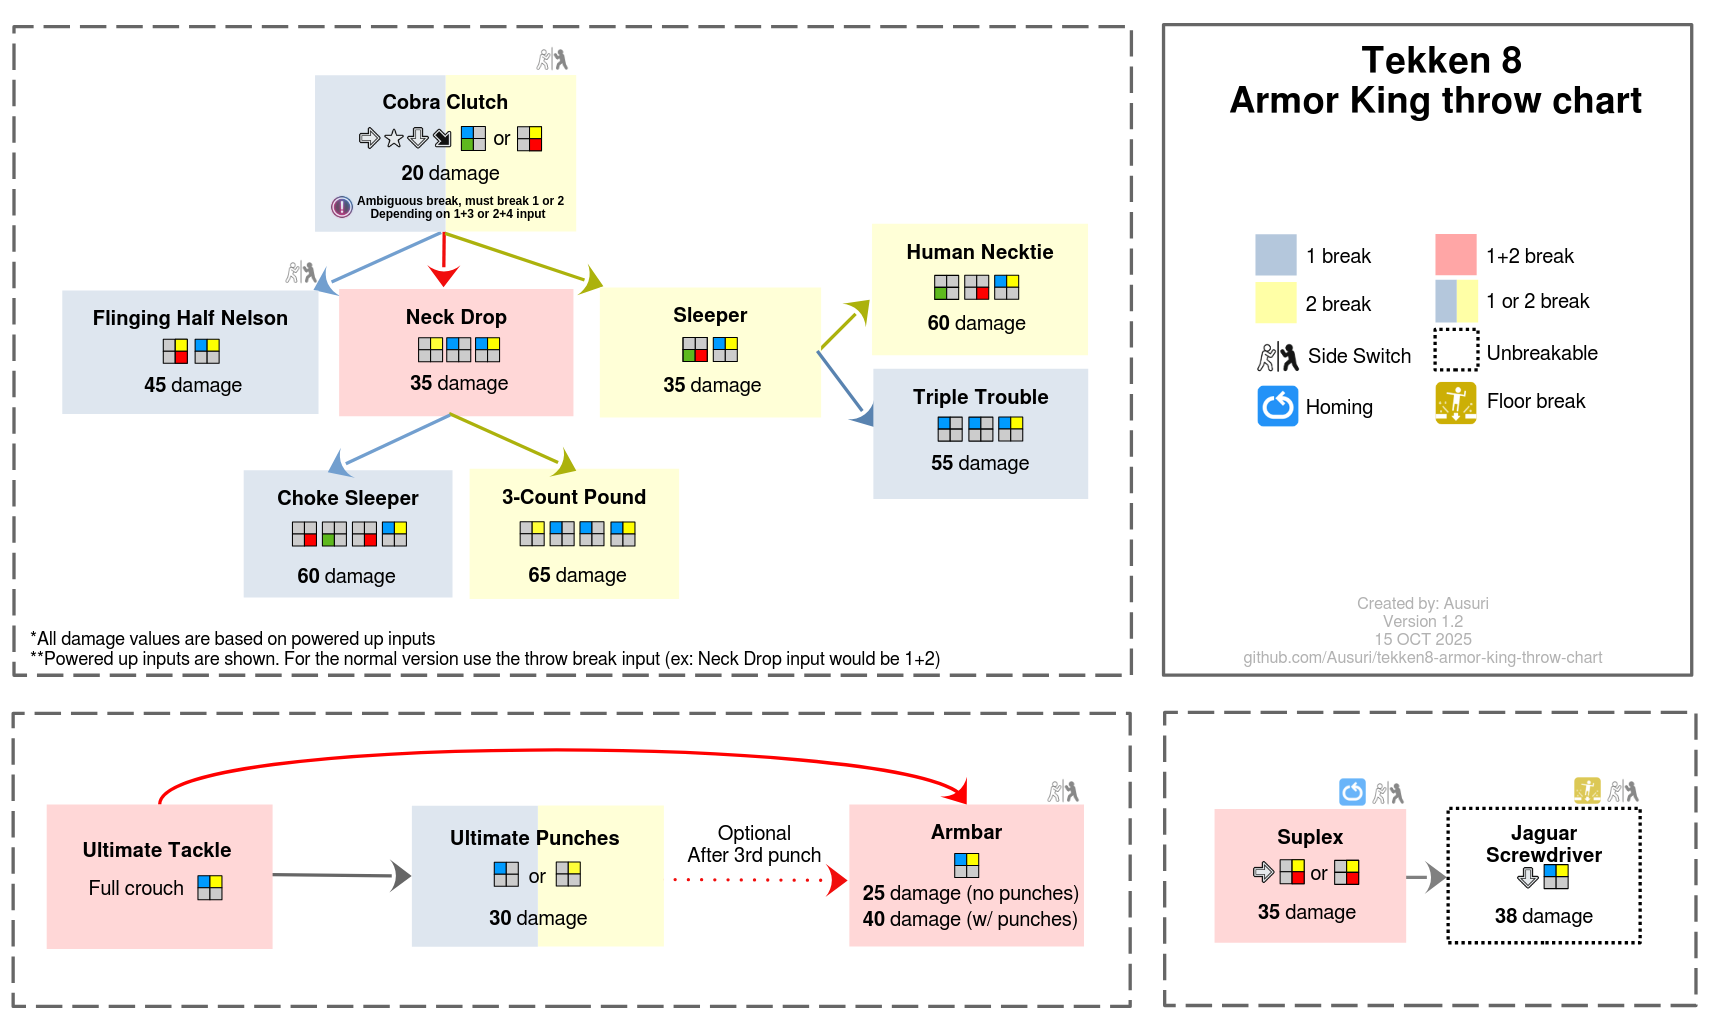 Tekken 8
Armor King throw chart
1 break
1+2 break
2 break
1 or 2 break
Side Switch
Unbreakable
Homing
Floor break
Created by: Ausuri
Version 1.2
15 OCT 2025
github.com/Ausuri/tekken8-armor-king-throw-chart
Cobra Clutch
or
20 damage
Ambiguous break, must break 1 or 2
Depending on 1+3 or 2+4 input
Flinging Half Nelson
45 damage
Neck Drop
35 damage
Sleeper
35 damage
Human Necktie
60 damage
Triple Trouble
55 damage
Choke Sleeper
60 damage
3-Count Pound
65 damage
*All damage values are based on powered up inputs
**Powered up inputs are shown. For the normal version use the throw break input (ex: Neck Drop input would be 1+2)
Ultimate Tackle
Full crouch
Ultimate Punches
or
30 damage
Optional
After 3rd punch
Armbar
25 damage (no punches)
40 damage (w/ punches)
Suplex
or
35 damage
Jaguar
Screwdriver
38 damage